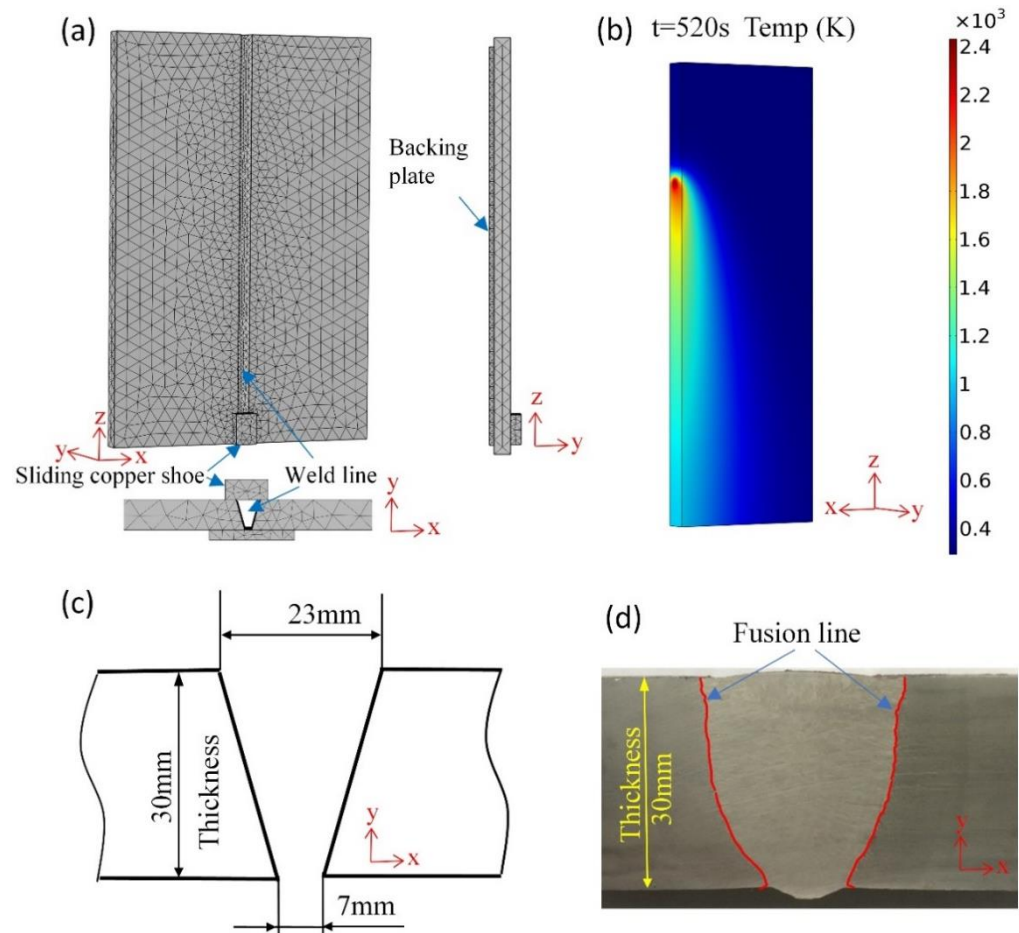 (a)
Backing
plate
z
y
x
z
y
Sliding copper shoe
Weld line
y
x
(b)
t=520s Temp (K)
×10³
2.4
2.2
2
1.8
1.6
1.4
1.2
1
0.8
0.6
0.4
z
x
y
(c)
23mm
30mm
Thickness
y
x
7mm
(d)
Fusion line
Thickness
30mm
y
x